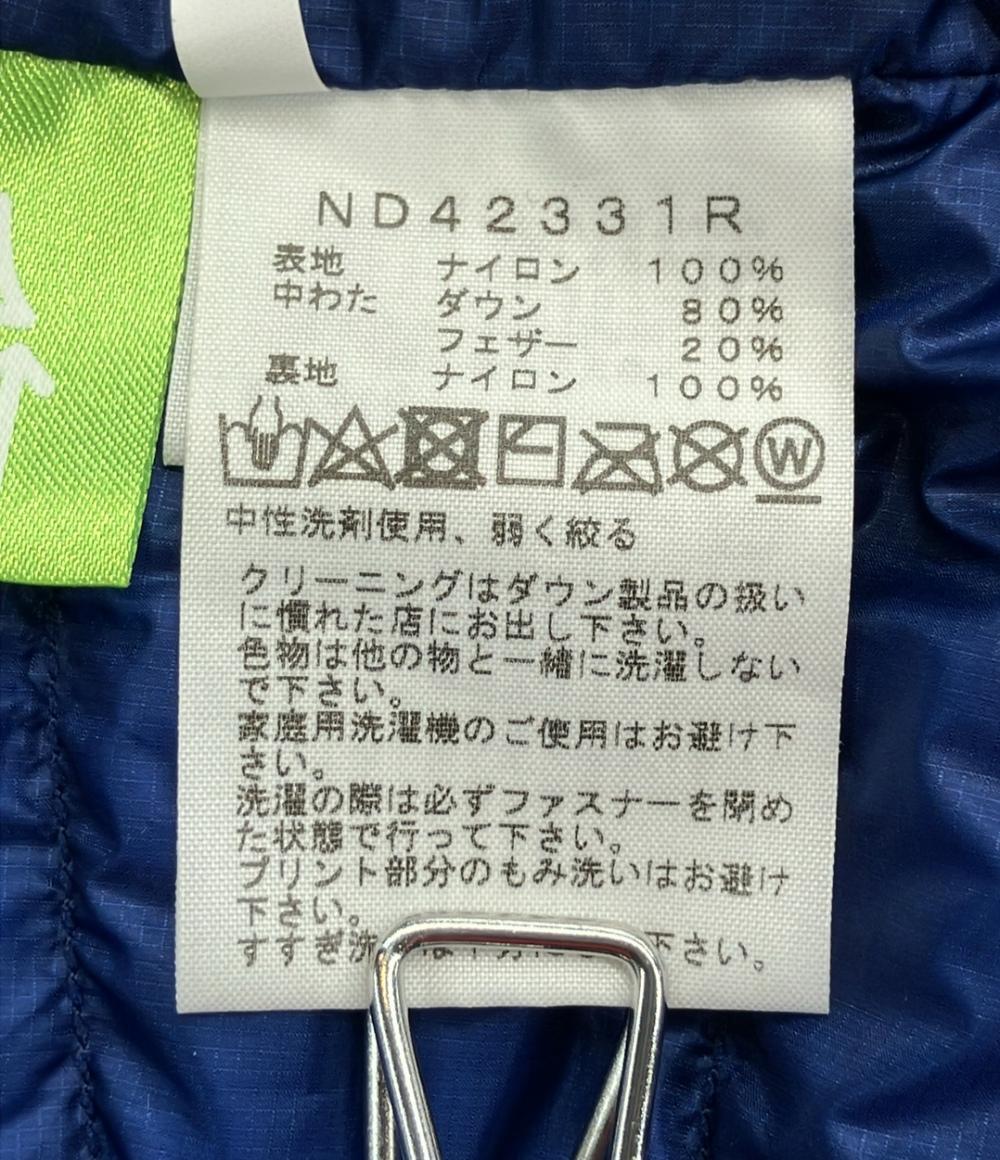 ND42331R
表地 ナイロン 100%
中わた ダウン 80%
フェザー 20%
裏地 ナイロン 100%
W
中性洗剤使用、弱く絞る
クリーニングはダウン製品の扱い
に慣れた店にお出し下さい。
色物は他の物と一緒に洗濯しない
で下さい。
家庭用洗濯機のご使用はお避け下
さい。
洗濯の際は必ずファスナーを閉め
た状態で行って下さい。
プリント部分のもみ洗いはお避け
下さい。
すすぎ洗 は 下さい。